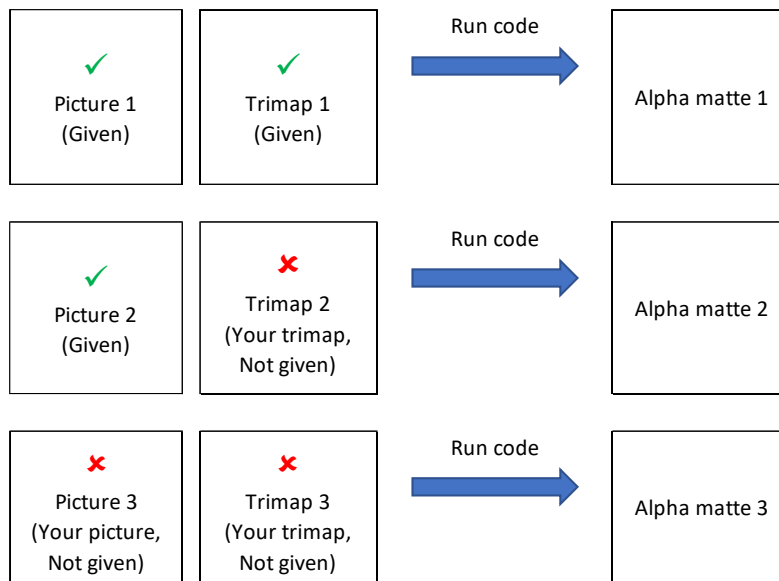 Run code
✓
✓
Picture 1
(Given)
Trimap 1
(Given)
Alpha matte 1
Run code
✓
✘
Picture 2
(Given)
Trimap 2
(Your trimap,
Not given)
Alpha matte 2
Run code
✘
✘
Picture 3
(Your picture,
Not given)
Trimap 3
(Your trimap,
Not given)
Alpha matte 3